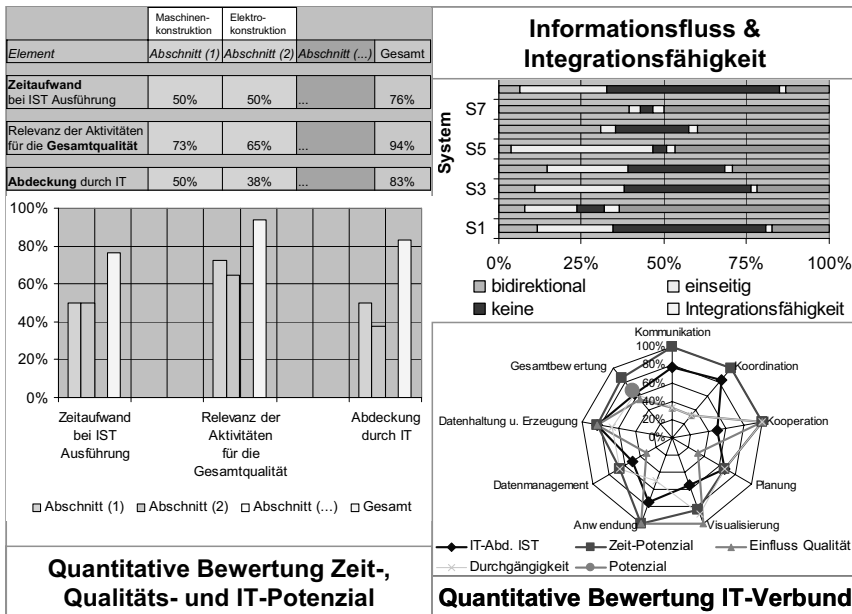 Maschinen- Elektro-
konstruktion konstruktion
Element Abschnitt (1) Abschnitt (2) Abschnitt (...) Gesamt
Zeitaufwand
bei IST Ausführung 50% 50% ... 76%
Relevanz der Aktivitäten
für die Gesamtqualität 73% 65% ... 94%
Abdeckung durch IT 50% 38% ... 83%
100%
80%
60%
40%
20%
0%
Zeitaufwand
bei IST
Ausführung
Relevanz der
Aktivitäten
für die
Gesamtqualität
Abdeckung
durch IT
Abschnitt (1) Abschnitt (2) Abschnitt (...) Gesamt
Quantitative Bewertung Zeit-,
Qualitäts- und IT-Potenzial
Informationsfluss &
Integrationsfähigkeit
System
S7
S5
S3
S1
0% 25% 50% 75% 100%
bidirektional einseitig
keine Integrationsfähigkeit
Kommunikation
100%
80%
60%
40%
20%
0%
Koordination
Kooperation
Planung
Visualisierung
Anwendung
Datenmanagement
Datenhaltung u. Erzeugung
Gesamtbewertung
IT-Abd. IST Zeit-Potenzial Einfluss Qualität
Durchgängigkeit Potenzial
Quantitative Bewertung IT-Verbund